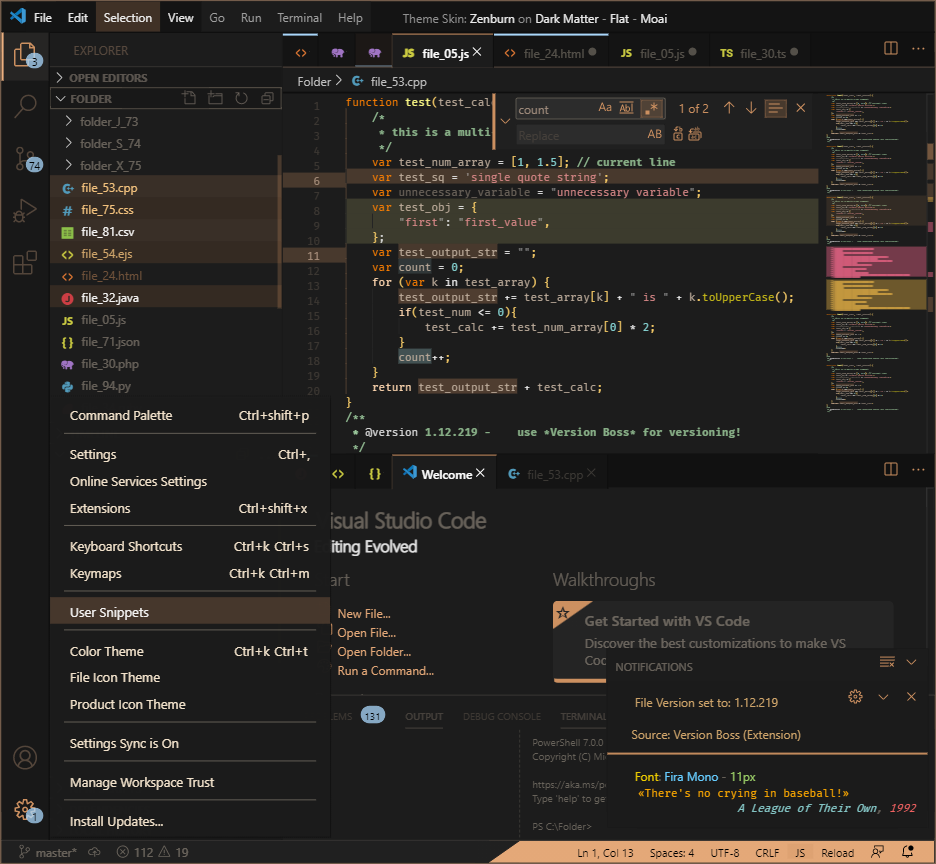 File Edit Selection View Go Run Terminal Help Theme Skin: Zenburn on Dark Matter - Flat - Moai
3
EXPLORER
OPEN EDITORS
FOLDER
folder_J_73
folder_S_74
folder_X_75
74
file_53.cpp
# file_75.css
file_81.csv
<> file_54.ejs
<> file_24.html
file_32.java
JS file_05.js
{} file_71.json
file_30.php
file_94.py
<> JS file_05.js <> file_24.html JS file_05.js TS file_30.ts
Folder > file_53.cpp
count Aa Abl .* 1 of 2
Replace AB
1 function test(test_calc
2 /*
3 * this is a multi
4 */
5 var test_num_array = [1, 1.5]; // current line
6 var test_sq = 'single quote string';
7 var unnecessary_variable = "unnecessary variable";
8 var test_obj = {
9 "first": "first_value",
10 };
11 var test_output_str = "";
12 var count = 0;
13 for (var k in test_array) {
14 test_output_str += test_array[k] + " is " + k.toUpperCase();
15 if(test_num <= 0){
16 test_calc += test_num_array[0] * 2;
17 }
18 count++;
19 }
20 return test_output_str + test_calc;
}
/**
* @version 1.12.219 - use *Version Boss* for versioning!
*/
Command Palette Ctrl+shift+p
Settings Ctrl+,
Online Services Settings
Extensions Ctrl+shift+x
Keyboard Shortcuts Ctrl+k Ctrl+s
Keymaps Ctrl+k Ctrl+m
User Snippets
Color Theme Ctrl+k Ctrl+t
File Icon Theme
Product Icon Theme
Settings Sync is On
Manage Workspace Trust
Install Updates...
<> {} Welcome file_53.cpp
isual Studio Code
iting Evolved
art
New File...
Open File...
Open Folder...
Run a Command...
Walkthroughs
Get Started with VS Code
Discover the best customizations to make VS
Coc
NOTIFICATIONS
File Version set to: 1.12.219
Source: Version Boss (Extension)
Font: Fira Mono - 11px
«There's no crying in baseball!»
A League of Their Own, 1992
LEMS 131 OUTPUT DEBUG CONSOLE TERMINAL
PowerShell 7.0.0
Copyright (C) Mi
https://aka.ms/p
Type 'help' to ge
PS C:\Folder>
1
master* 112 19 Ln 1, Col 13 Spaces: 4 UTF-8 CRLF JS Reload